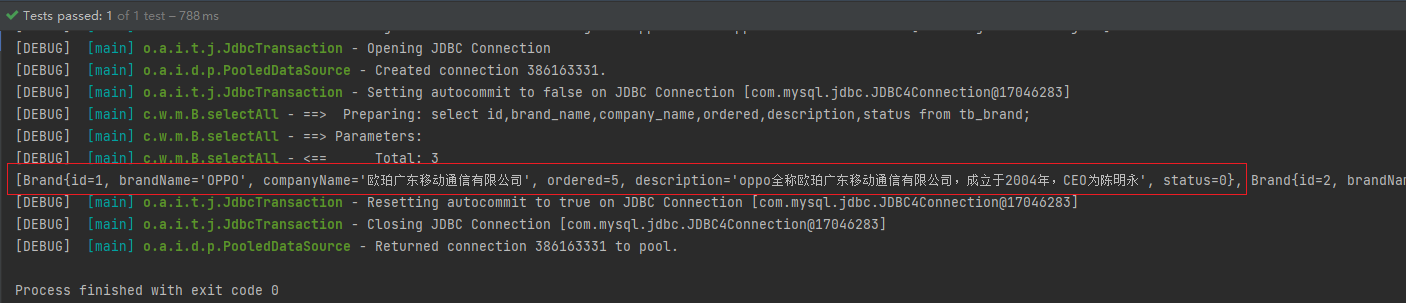 Tests passed: 1 of 1 test – 788 ms
[DEBUG] [main] o.a.i.t.j.JdbcTransaction - Opening JDBC Connection
[DEBUG] [main] o.a.i.d.p.PooledDataSource - Created connection 386163331.
[DEBUG] [main] o.a.i.t.j.JdbcTransaction - Setting autocommit to false on JDBC Connection [com.mysql.jdbc.JDBC4Connection@17046283]
[DEBUG] [main] c.w.m.B.selectAll - ==>  Preparing: select id,brand_name,company_name,ordered,description,status from tb_brand;
[DEBUG] [main] c.w.m.B.selectAll - ==> Parameters:
[DEBUG] [main] c.w.m.B.selectAll - <==      Total: 3
[Brand{id=1, brandName='OPPO', companyName='欧珀广东移动通信有限公司', ordered=5, description='oppo全称欧珀广东移动通信有限公司，成立于2004年，CEO为陈明永', status=0}, Brand{id=2, brandNa
[DEBUG] [main] o.a.i.t.j.JdbcTransaction - Resetting autocommit to true on JDBC Connection [com.mysql.jdbc.JDBC4Connection@17046283]
[DEBUG] [main] o.a.i.t.j.JdbcTransaction - Closing JDBC Connection [com.mysql.jdbc.JDBC4Connection@17046283]
[DEBUG] [main] o.a.i.d.p.PooledDataSource - Returned connection 386163331 to pool.
Process finished with exit code 0